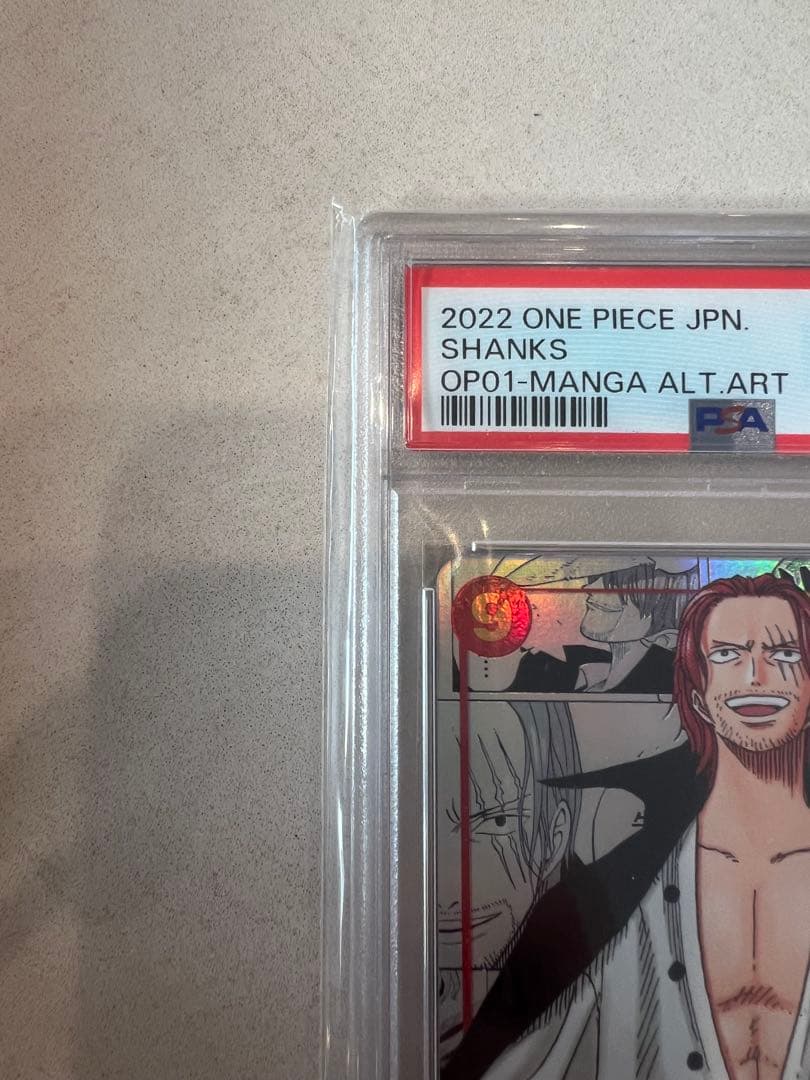 2022 ONE PIECE JPN.
SHANKS
OP01-MANGA ALT.ART
PSA
9